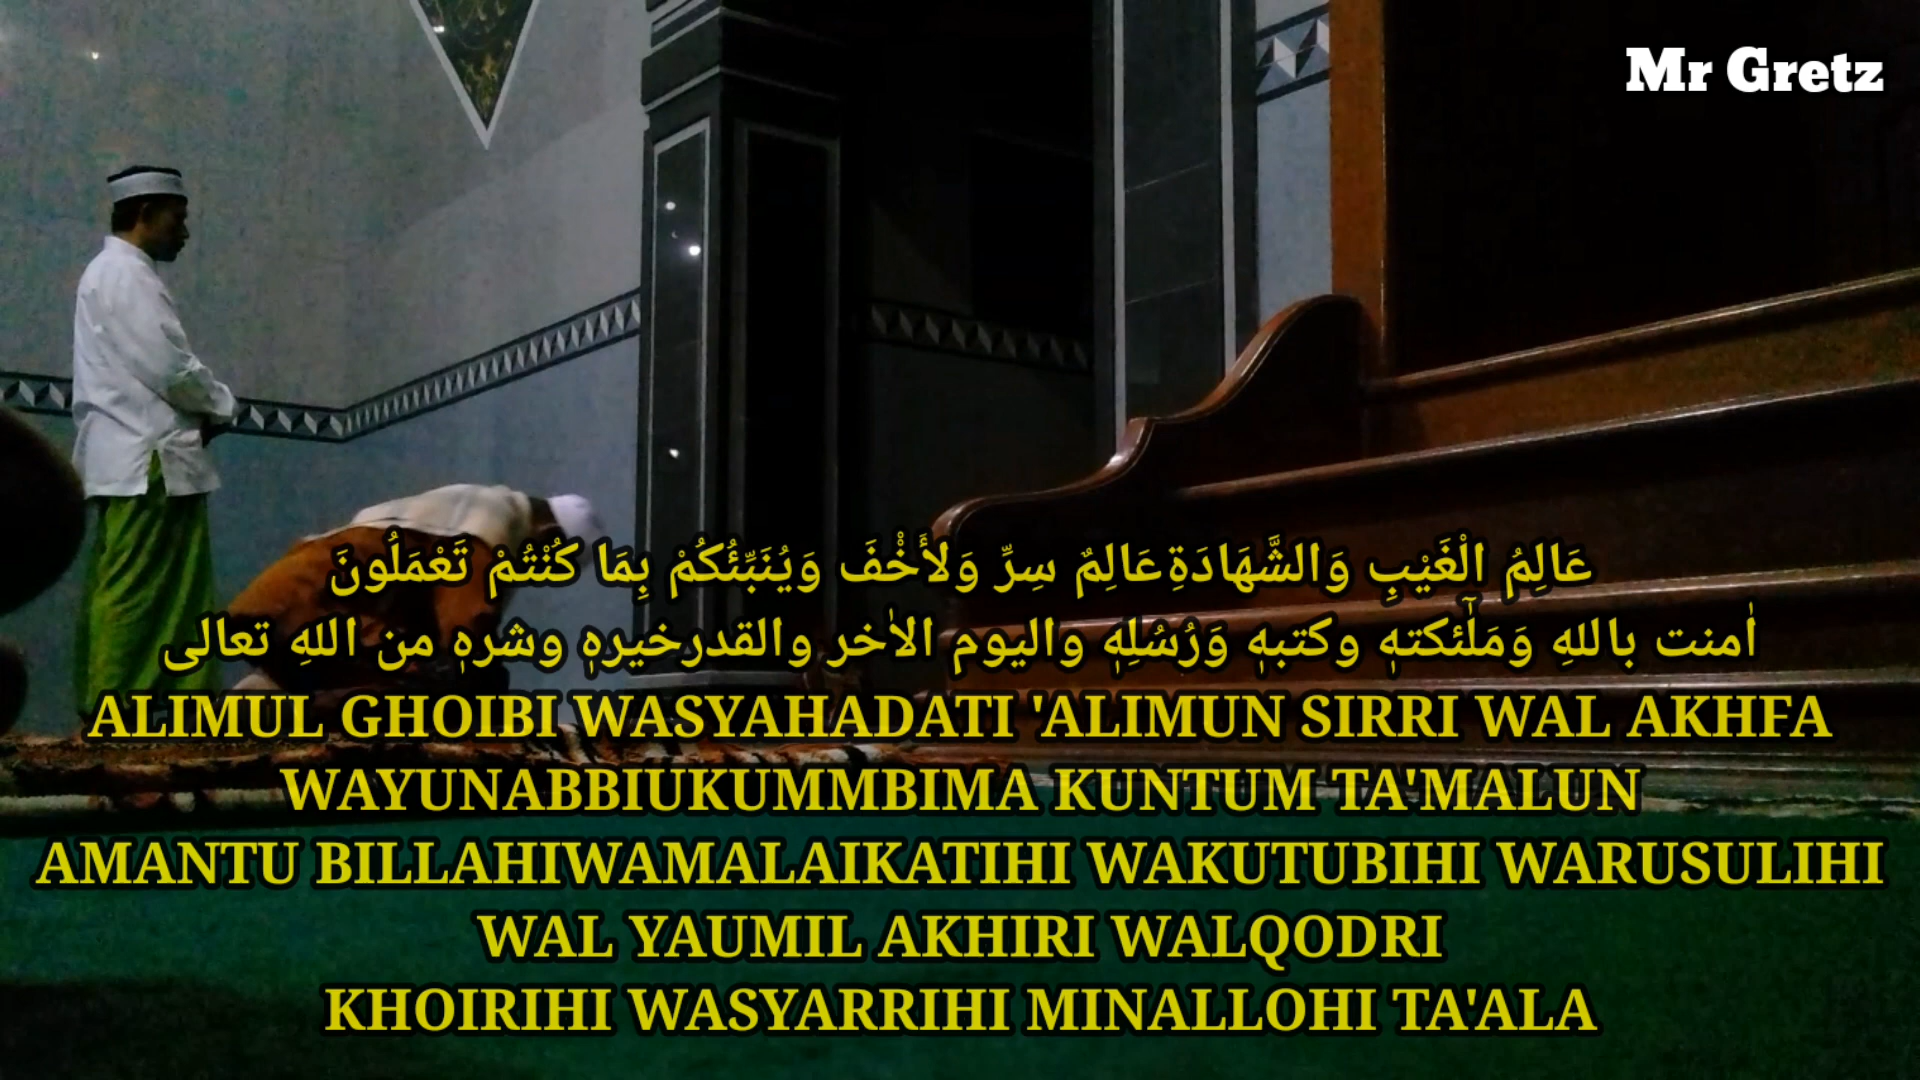 Mr Gretz
عَالِمُ الْغَيْبِ وَالشَّهَادَةِ عَالِمٌ سِرِّ وَلأَخْفَ وَيُنَبِّئُكُمْ بِمَا كُنْتُمْ تَعْمَلُونَ
اٰمنت باللهِ وَمَلٰٓئكتهٖ وكتبهٖ وَرُسُلِهٖ واليوم الاٰخر والقدرخيرهٖ وشرهٖ من اللهِ تعالى
ALIMUL GHOIBI WASYAHADATI 'ALIMUN SIRRI WAL AKHFA
WAYUNABBIUKUMMBIMA KUNTUM TA'MALUN
AMANTU BILLAHIWAMALAIKATIHI WAKUTUBIHI WARUSULIHI
WAL YAUMIL AKHIRI WALQODRI
KHOIRIHI WASYARRIHI MINALLOHI TA'ALA